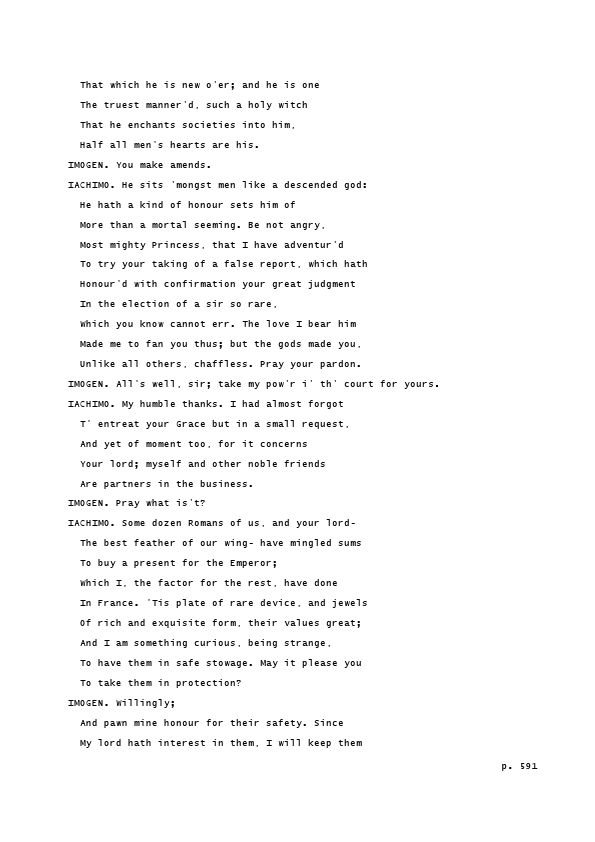 That which he is new o'er; and he is one
The truest manner'd, such a holy witch
That he enchants societies into him,
Half all men's hearts are his.
IMOGEN. You make amends.
IACHIMO. He sits 'mongst men like a descended god:
He hath a kind of honour sets him of
More than a mortal seeming. Be not angry,
Most mighty Princess, that I have adventur'd
To try your taking of a false report, which hath
Honour'd with confirmation your great judgment
In the election of a sir so rare,
Which you know cannot err. The love I bear him
Made me to fan you thus; but the gods made you,
Unlike all others, chaffless. Pray your pardon.
IMOGEN. All's well, sir; take my pow'r i' th' court for yours.
IACHIMO. My humble thanks. I had almost forgot
T' entreat your Grace but in a small request,
And yet of moment too, for it concerns
Your lord; myself and other noble friends
Are partners in the business.
IMOGEN. Pray what is't?
IACHIMO. Some dozen Romans of us, and your lord-
The best feather of our wing- have mingled sums
To buy a present for the Emperor;
Which I, the factor for the rest, have done
In France. 'Tis plate of rare device, and jewels
Of rich and exquisite form, their values great;
And I am something curious, being strange,
To have them in safe stowage. May it please you
To take them in protection?
IMOGEN. Willingly;
And pawn mine honour for their safety. Since
My lord hath interest in them, I will keep them
p. 591